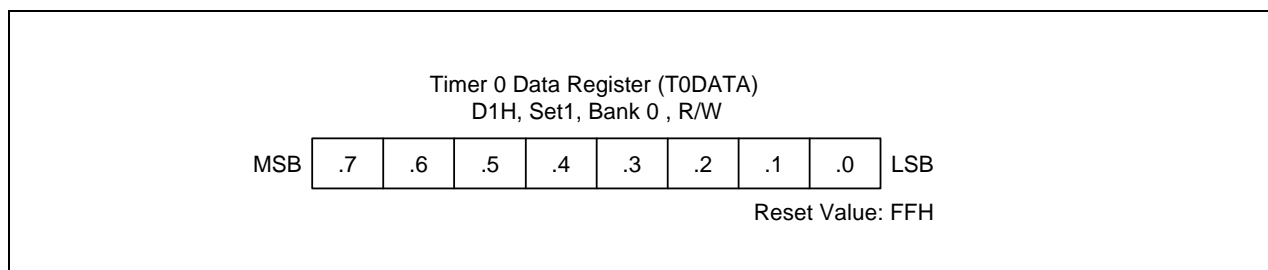 Timer 0 Data Register (T0DATA)
D1H, Set1, Bank 0 , R/W
MSB .7 .6 .5 .4 .3 .2 .1 .0 LSB
Reset Value: FFH